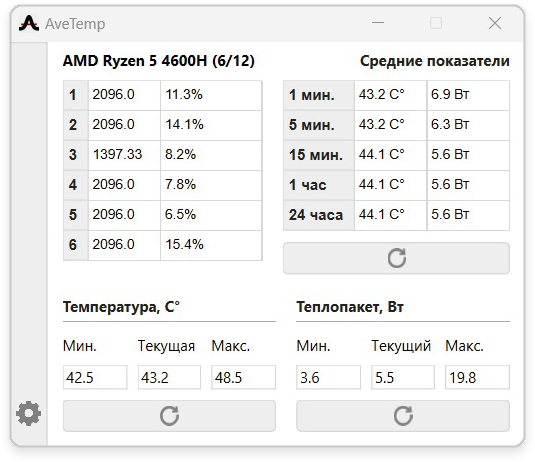 AveTemp
AMD Ryzen 5 4600H (6/12)
1 2096.0 11.3%
2 2096.0 14.1%
3 1397.33 8.2%
4 2096.0 7.8%
5 2096.0 6.5%
6 2096.0 15.4%
Средние показатели
1 мин. 43.2 C° 6.9 Вт
5 мин. 43.2 C° 6.3 Вт
15 мин. 44.1 C° 5.6 Вт
1 час 44.1 C° 5.6 Вт
24 часа 44.1 C° 5.6 Вт
Температура, C°
Мин. Текущая Макс.
42.5 43.2 48.5
Теплопакет, Вт
Мин. Текущий Макс.
3.6 5.5 19.8